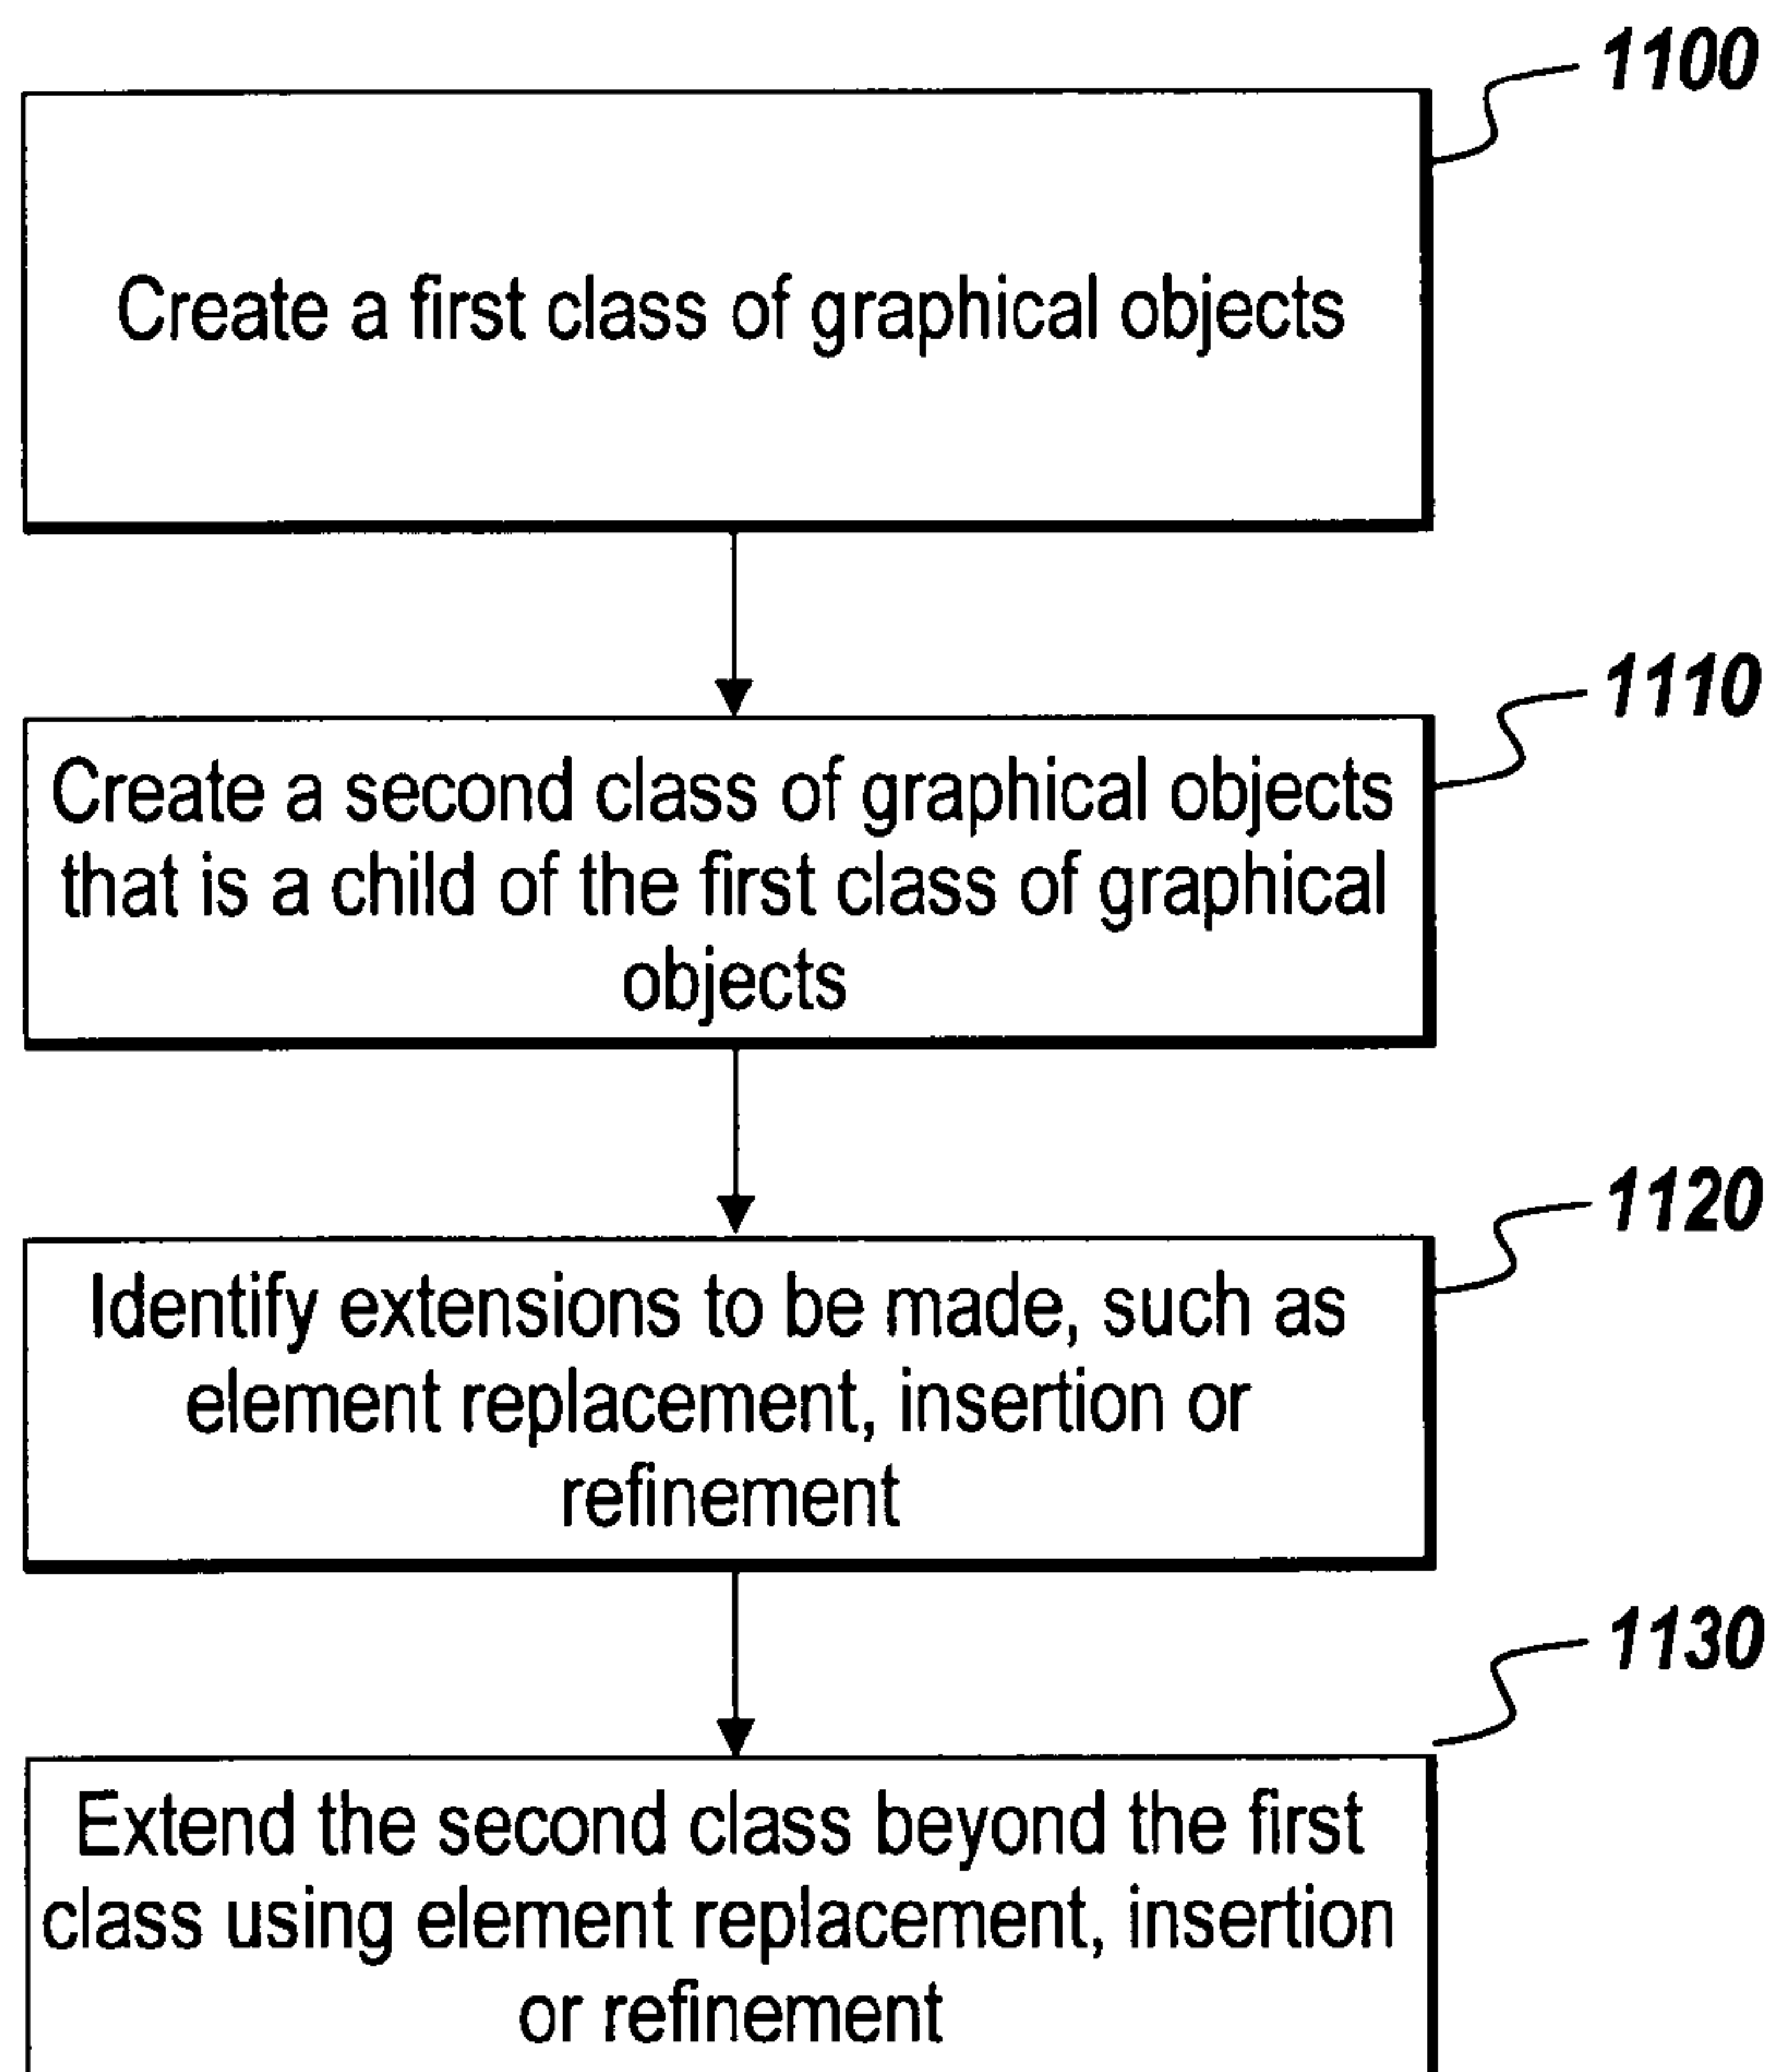 1100
Create a first class of graphical objects
1110
Create a second class of graphical objects
that is a child of the first class of graphical
objects
1120
Identify extensions to be made, such as
element replacement, insertion or
refinement
1130
Extend the second class beyond the first
class using element replacement, insertion
or refinement